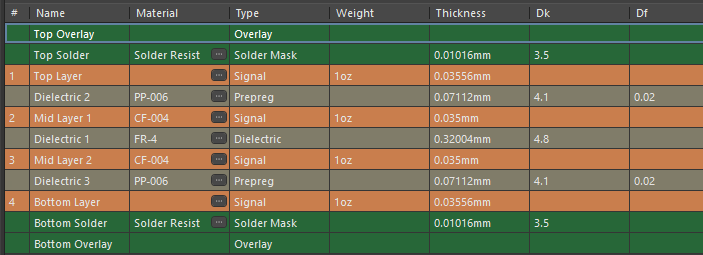 # Name Material Type Weight Thickness Dk Df
Top Overlay Overlay
Top Solder Solder Resist ... Solder Mask 0.01016mm 3.5
1 Top Layer ... Signal 1oz 0.03556mm
Dielectric 2 PP-006 ... Prepreg 0.07112mm 4.1 0.02
2 Mid Layer 1 CF-004 ... Signal 1oz 0.035mm
Dielectric 1 FR-4 ... Dielectric 0.32004mm 4.8
3 Mid Layer 2 CF-004 ... Signal 1oz 0.035mm
Dielectric 3 PP-006 ... Prepreg 0.07112mm 4.1 0.02
4 Bottom Layer ... Signal 1oz 0.03556mm
Bottom Solder Solder Resist ... Solder Mask 0.01016mm 3.5
Bottom Overlay Overlay